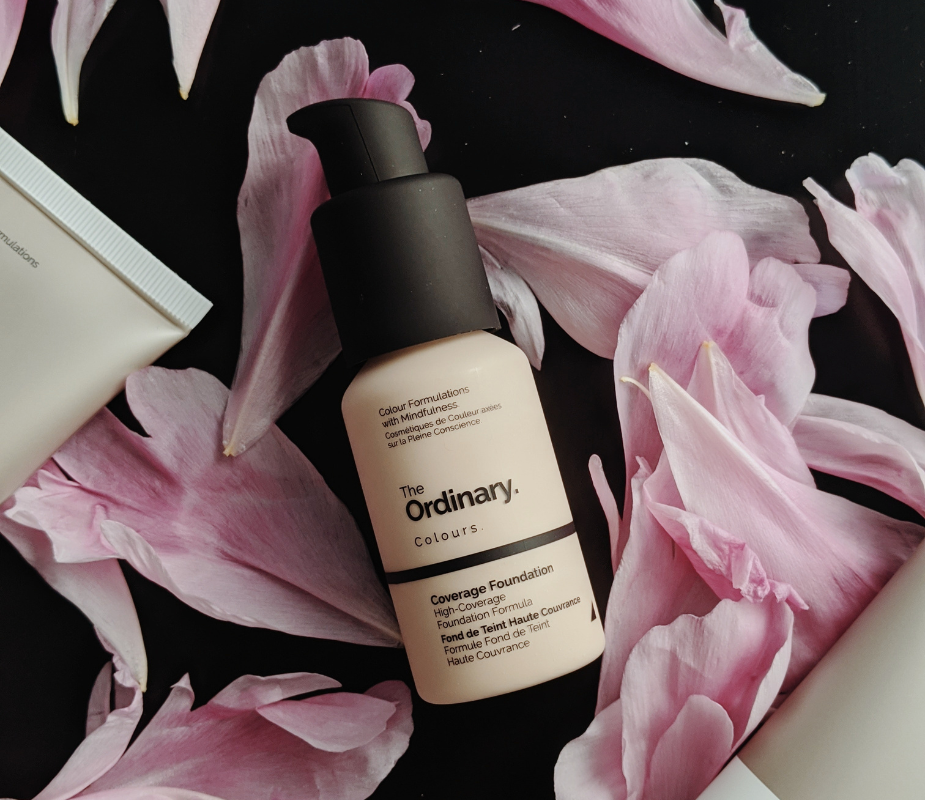 Colour Formulations
with Mindfulness
Cosmétiques de Couleur axées
sur la Pleine Conscience
The
Ordinary.
Colours.
Coverage Foundation
High-Coverage
Foundation Formula
Fond de Teint Haute Couvrance
Formule Fond de Teint
Haute Couvrance